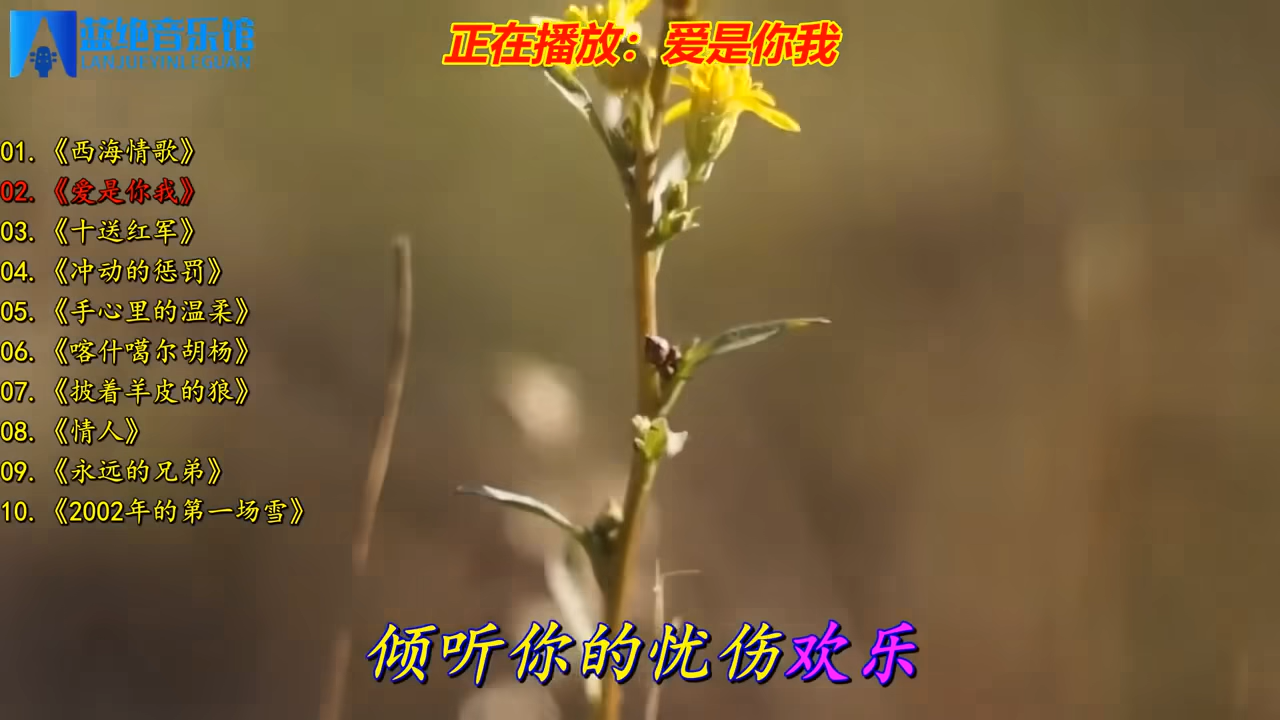 蓝绝音乐馆
LANJUEYINLEGUAN
正在播放：爱是你我
01.《西海情歌》
02.《爱是你我》
03.《十送红军》
04.《冲动的惩罚》
05.《手心里的温柔》
06.《喀什噶尔胡杨》
07.《披着羊皮的狼》
08.《情人》
09.《永远的兄弟》
10.《2002年的第一场雪》
倾听你的忧伤欢乐